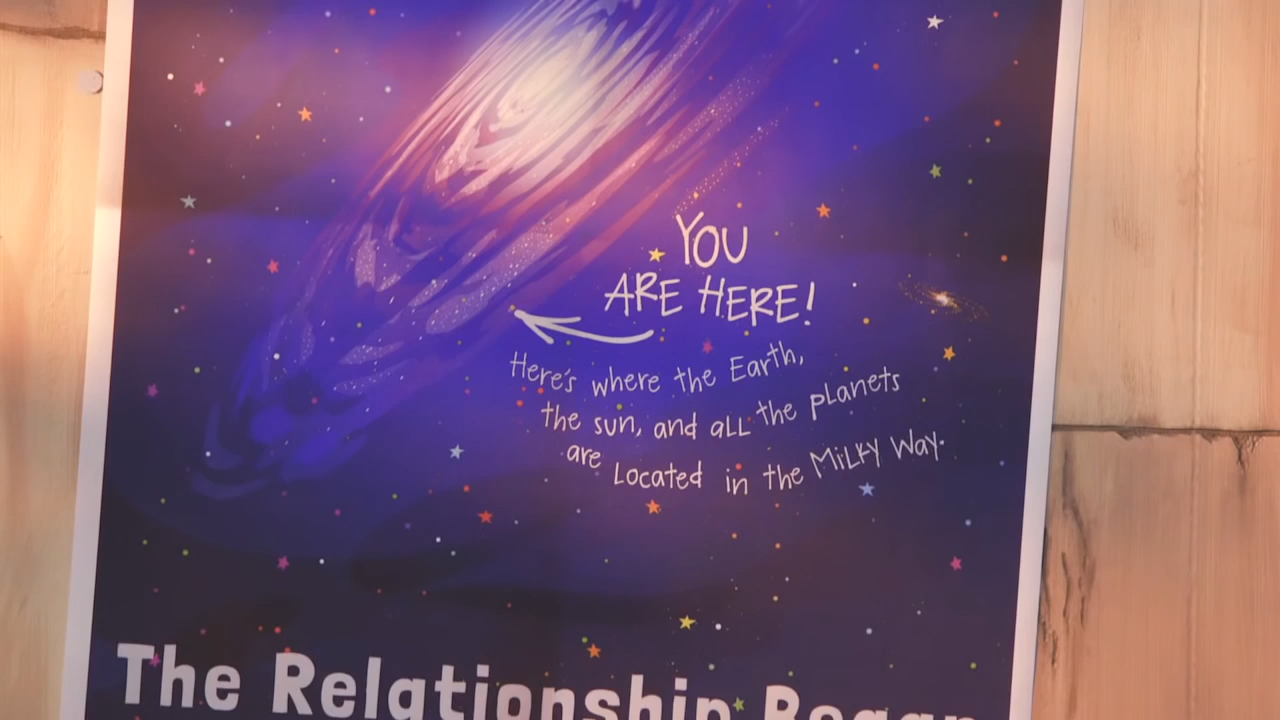 YOU
ARE HERE!
Here's where the Earth,
the sun, and all the planets
are located in the Milky Way.
The Relationship Began